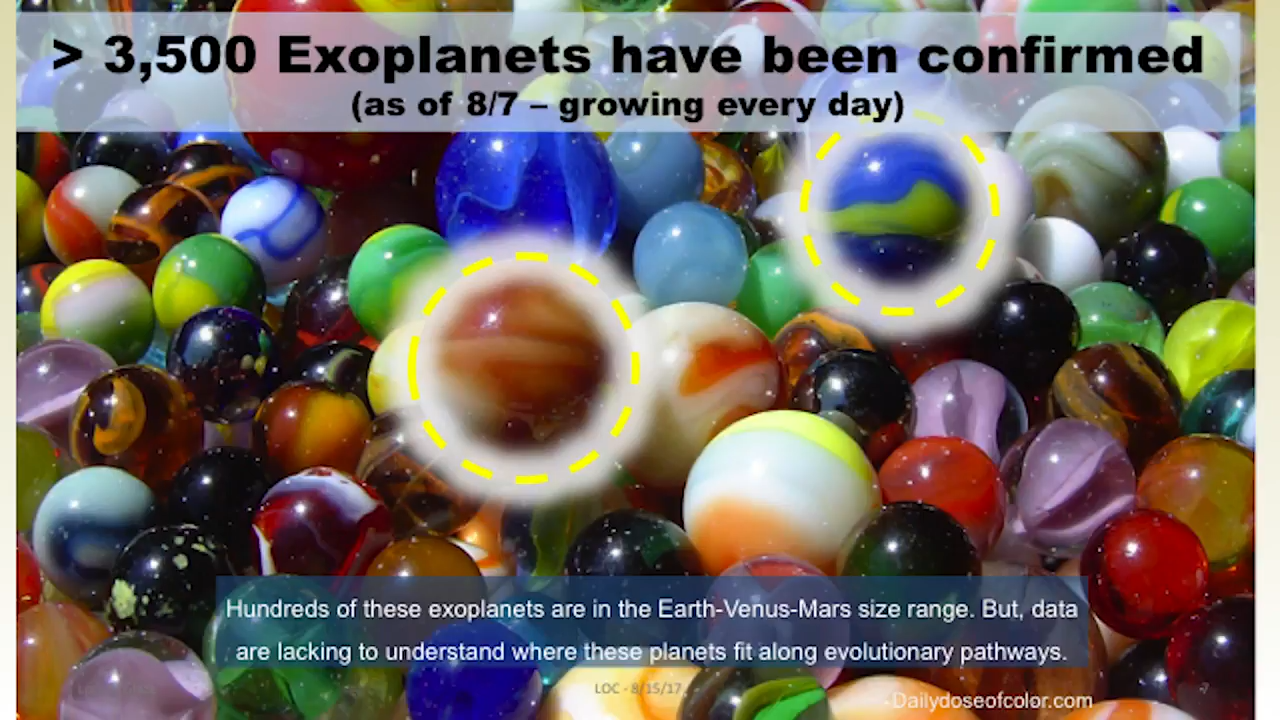 > 3,500 Exoplanets have been confirmed
(as of 8/7 – growing every day)
Hundreds of these exoplanets are in the Earth-Venus-Mars size range. But, data
are lacking to understand where these planets fit along evolutionary pathways.
LOC - 8/15/17
7
Dailydoseofcolor.com